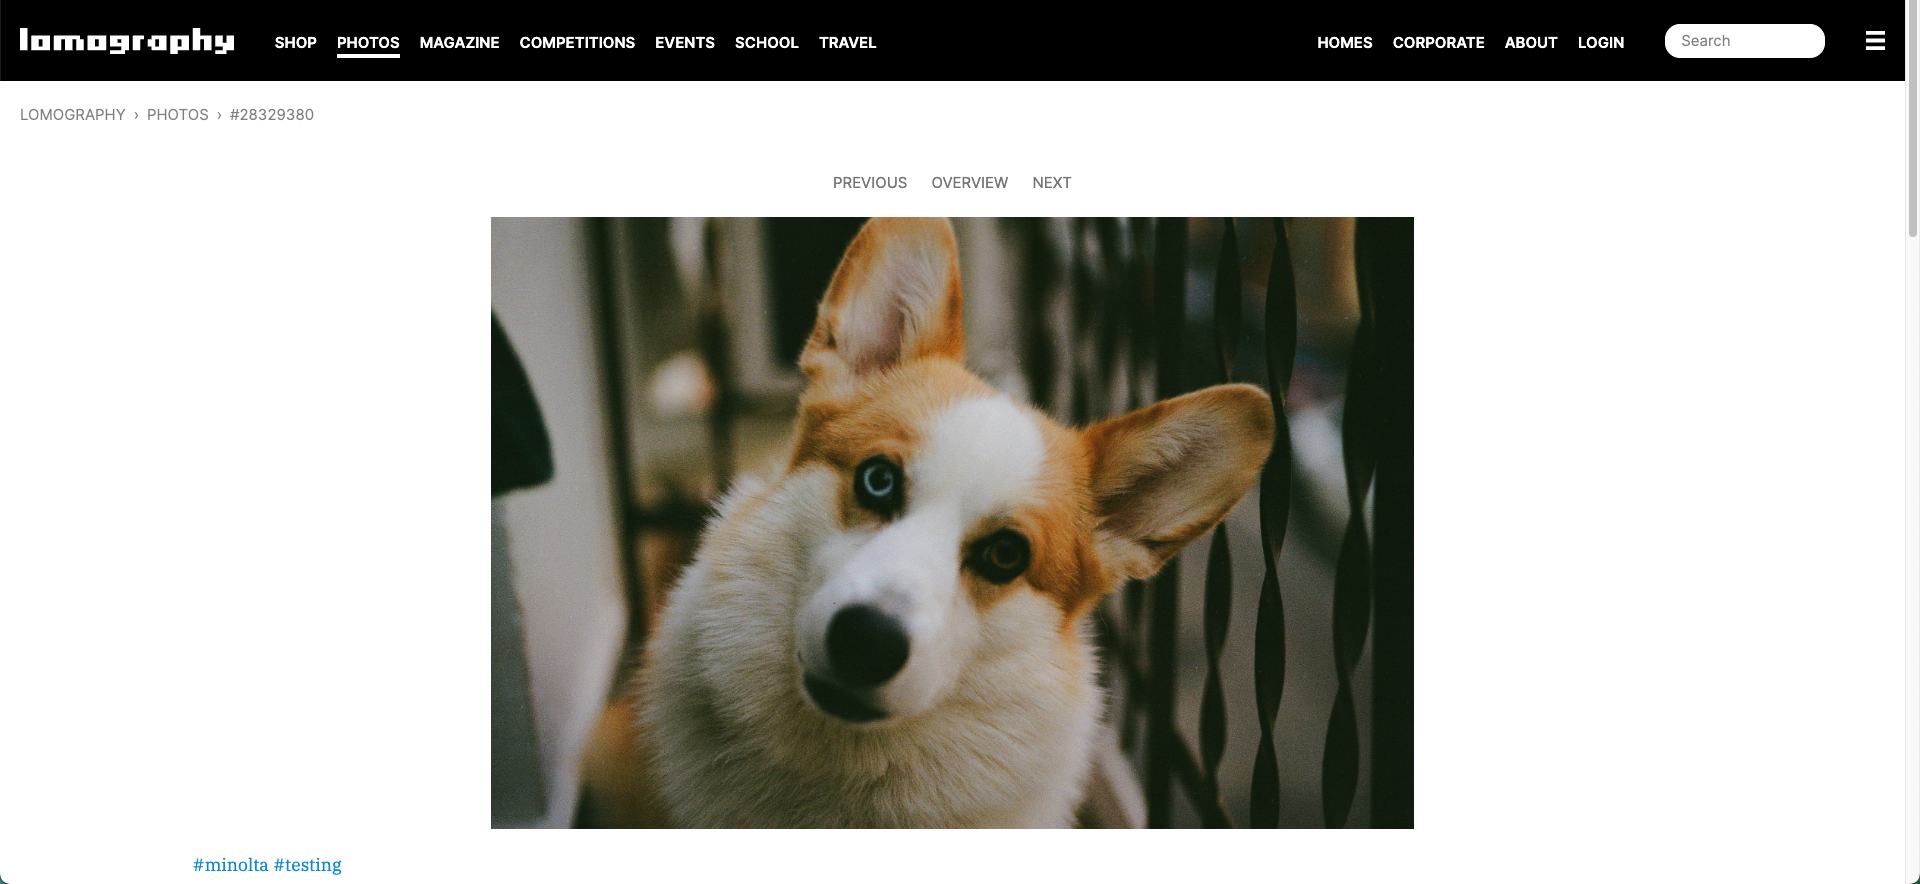 lomography SHOP PHOTOS MAGAZINE COMPETITIONS EVENTS SCHOOL TRAVEL HOMES CORPORATE ABOUT LOGIN Search
LOMOGRAPHY › PHOTOS › #28329380
PREVIOUS OVERVIEW NEXT
#minolta #testing